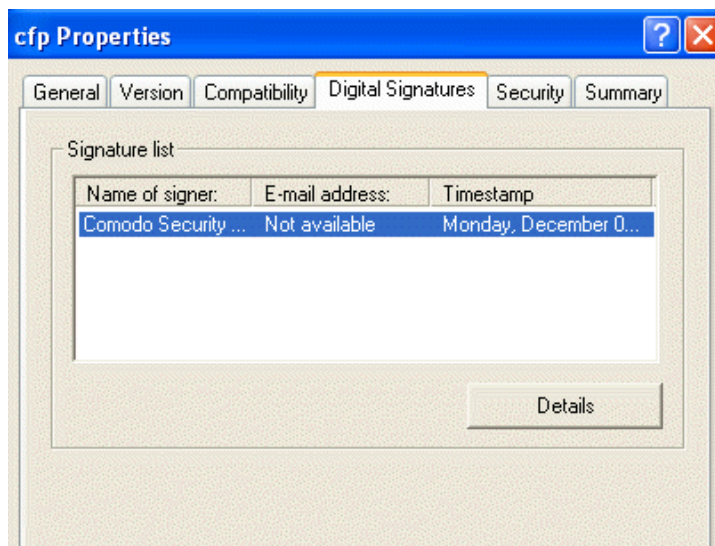 cfp Properties
General Version Compatibility Digital Signatures Security Summary
Signature list
Name of signer: E-mail address: Timestamp
Comodo Security ... Not available Monday, December 0...
Details